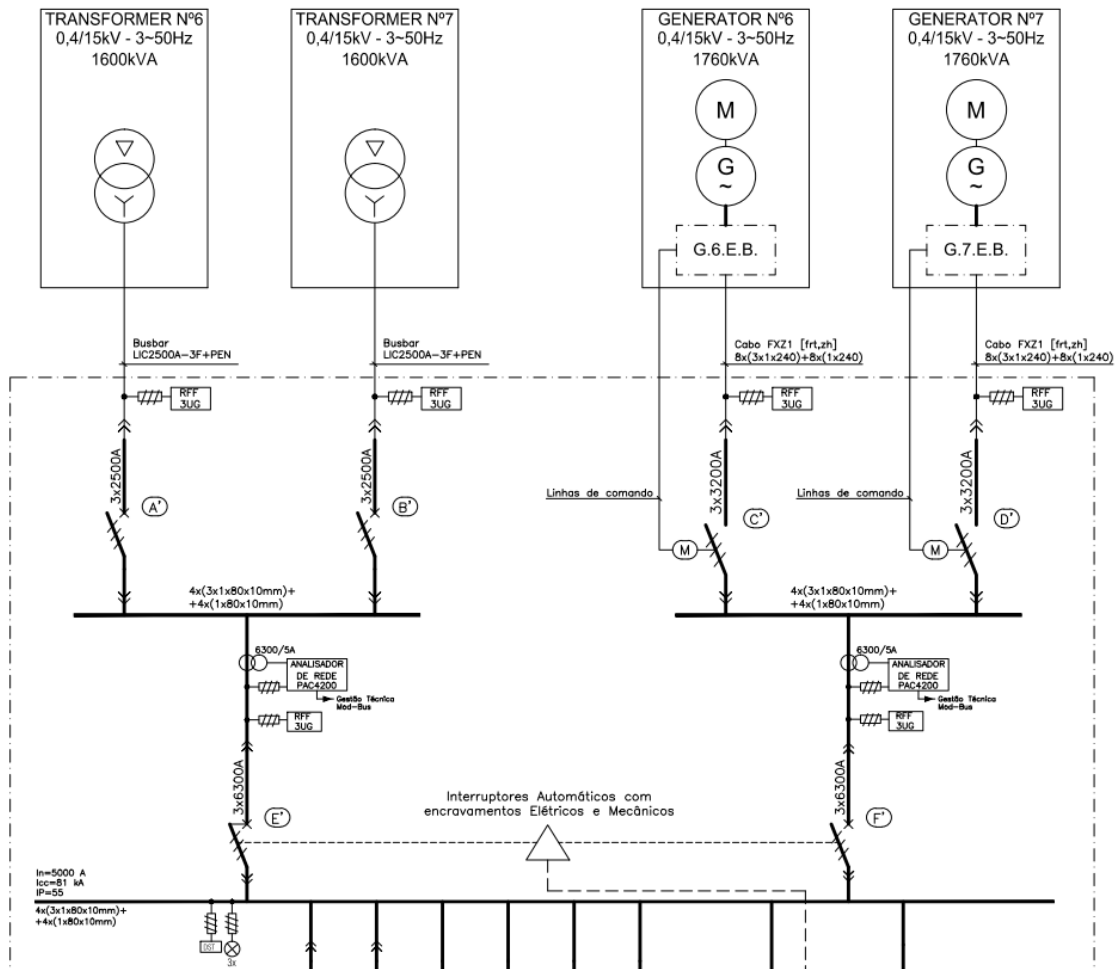 TRANSFORMER Nº6
0,4/15kV - 3~50Hz
1600kVA
TRANSFORMER Nº7
0,4/15kV - 3~50Hz
1600kVA
GENERATOR Nº6
0,4/15kV - 3~50Hz
1760kVA
GENERATOR Nº7
0,4/15kV - 3~50Hz
1760kVA
M
G
~
G.6.E.B.
M
G
~
G.7.E.B.
Busbar
LIC2500A-3F+PEN
Busbar
LIC2500A-3F+PEN
Cabo FXZ1 [frt,zh]
8x(3x1x240)+8x(1x240)
Cabo FXZ1 [frt,zh]
8x(3x1x240)+8x(1x240)
RFF
3UG
RFF
3UG
RFF
3UG
RFF
3UG
3x2500A
A'
3x2500A
B'
Linhas de comando
3x3200A
C'
M
Linhas de comando
3x3200A
D'
M
4x(3x1x80x10mm)+
+4x(1x80x10mm)
4x(3x1x80x10mm)+
+4x(1x80x10mm)
6300/5A
ANALISADOR
DE REDE
PAC4200
Gestão Técnica
Mod-Bus
RFF
3UG
6300/5A
ANALISADOR
DE REDE
PAC4200
Gestão Técnica
Mod-Bus
RFF
3UG
3x6300A
E'
Interruptores Automáticos com
encravamentos Elétricos e Mecânicos
3x6300A
F'
In=5000 A
Icc=81 kA
IP=55
4x(3x1x80x10mm)+
+4x(1x80x10mm)
DST
3x